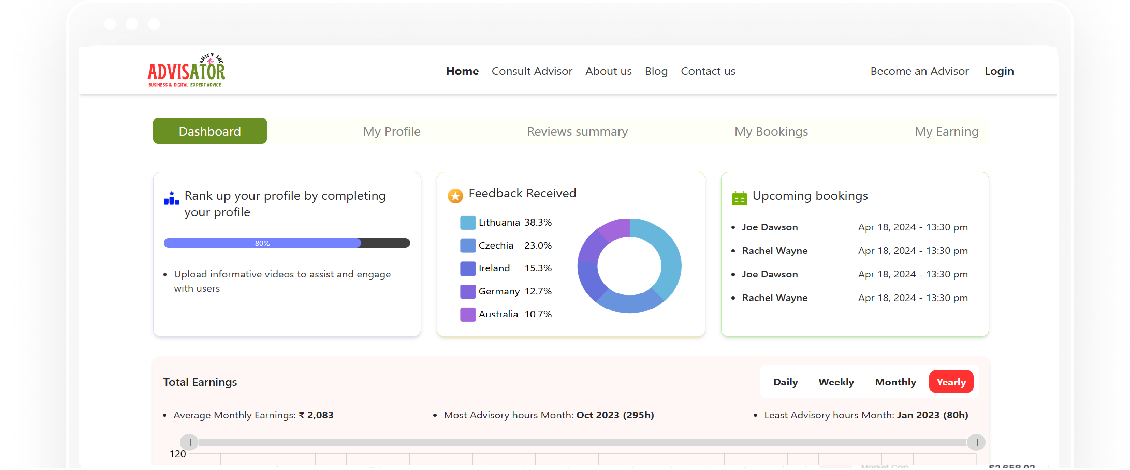 ADVISATOR
BUSINESS & DIGITAL EXPERT ADVICE
Home Consult Advisor About us Blog Contact us Become an Advisor Login
Dashboard My Profile Reviews summary My Bookings My Earning
Rank up your profile by completing
your profile
80%
• Upload informative videos to assist and engage
with users
Feedback Received
Lithuania 38.3%
Czechia 23.0%
Ireland 15.3%
Germany 12.7%
Australia 10.7%
Upcoming bookings
• Joe Dawson Apr 18, 2024 - 13:30 pm
• Rachel Wayne Apr 18, 2024 - 13:30 pm
• Joe Dawson Apr 18, 2024 - 13:30 pm
• Rachel Wayne Apr 18, 2024 - 13:30 pm
Total Earnings Daily Weekly Monthly Yearly
• Average Monthly Earnings: ₹ 2,083 • Most Advisory hours Month: Oct 2023 (295h) • Least Advisory hours Month: Jan 2023 (80h)
120